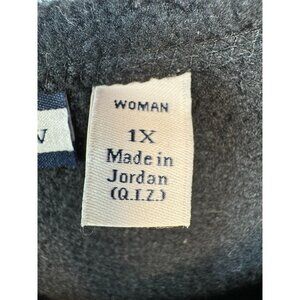 WOMAN
1X
Made in
Jordan
(Q.I.Z.)